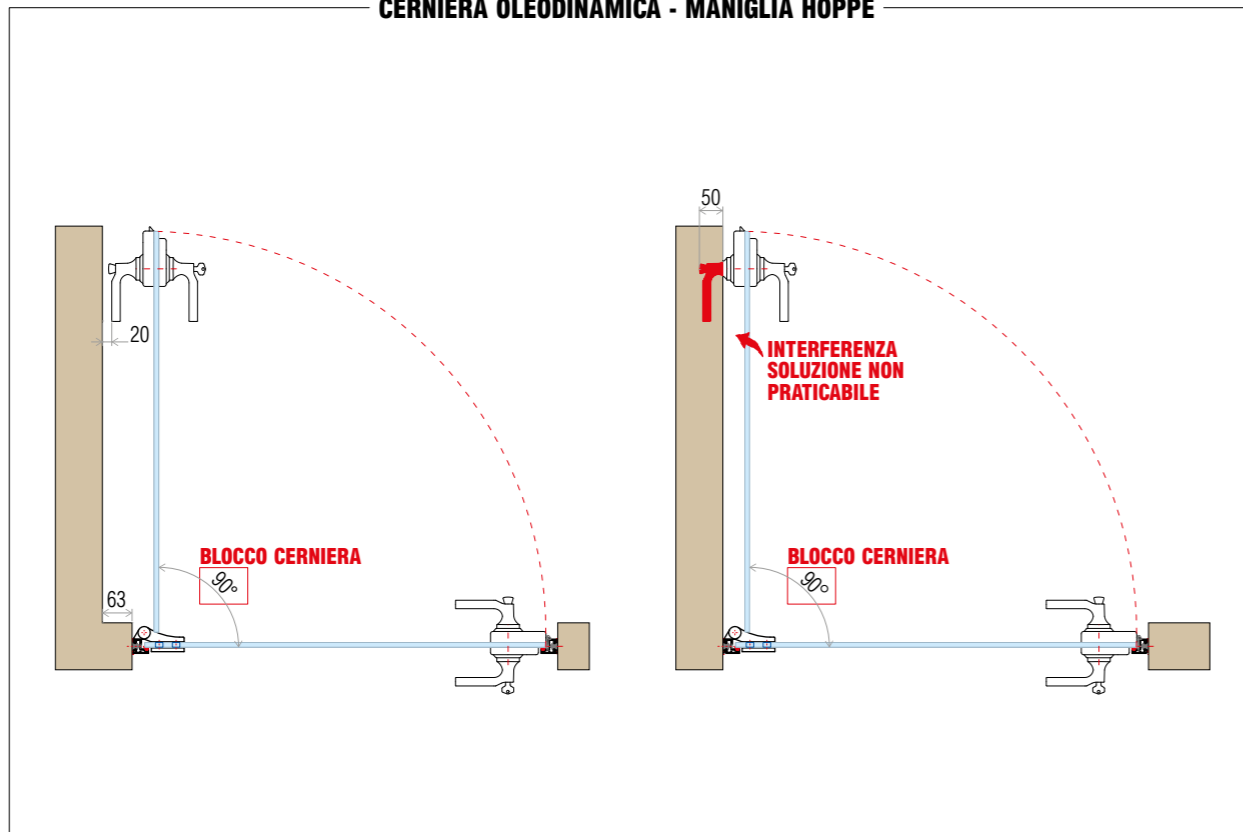 CERNIERA OLEODINAMICA - MANIGLIA HOPPE
20
BLOCCO CERNIERA
90°
63
50
INTERFERENZA
SOLUZIONE NON
PRATICABILE
BLOCCO CERNIERA
90°